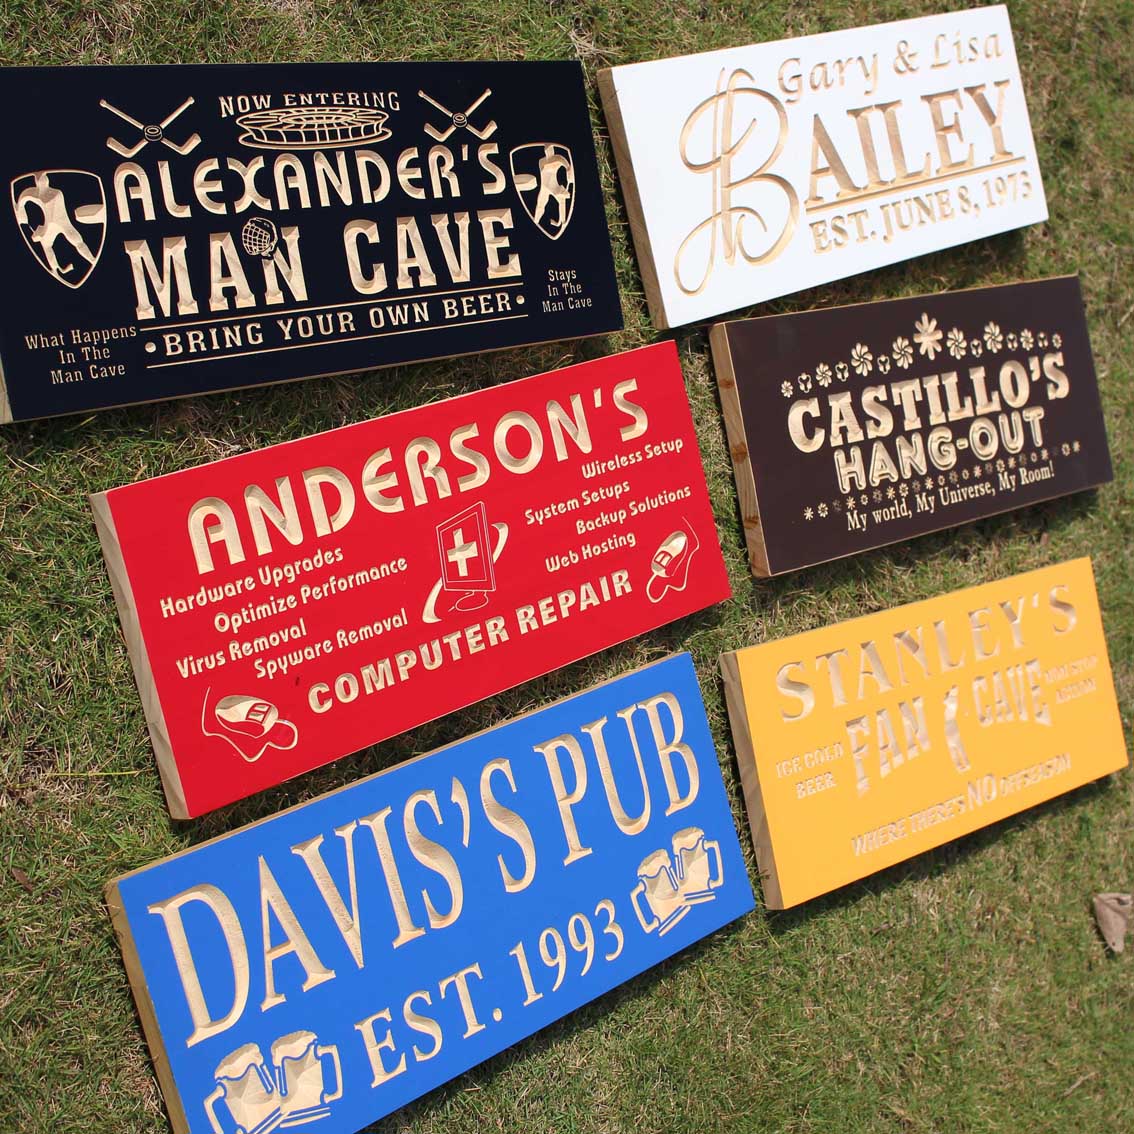 NOW ENTERING
ALEXANDER'S
MAN CAVE
• BRING YOUR OWN BEER •
What Happens
In The
Man Cave
Stays
In The
Man Cave
Gary & Lisa
BAILEY
EST. JUNE 8, 1973
ANDERSON'S
Hardware Upgrades
Optimize Performance
Virus Removal
Spyware Removal
Wireless Setup
System Setups
Backup Solutions
Web Hosting
COMPUTER REPAIR
CASTILLO'S
HANG-OUT
My world, My Universe, My Room!
DAVIS'S PUB
EST. 1993
STANLEY'S
FAN CAVE
ICE COLD
BEER
NON STOP
ACTION
WHERE THERE'S NO OFFSEASON